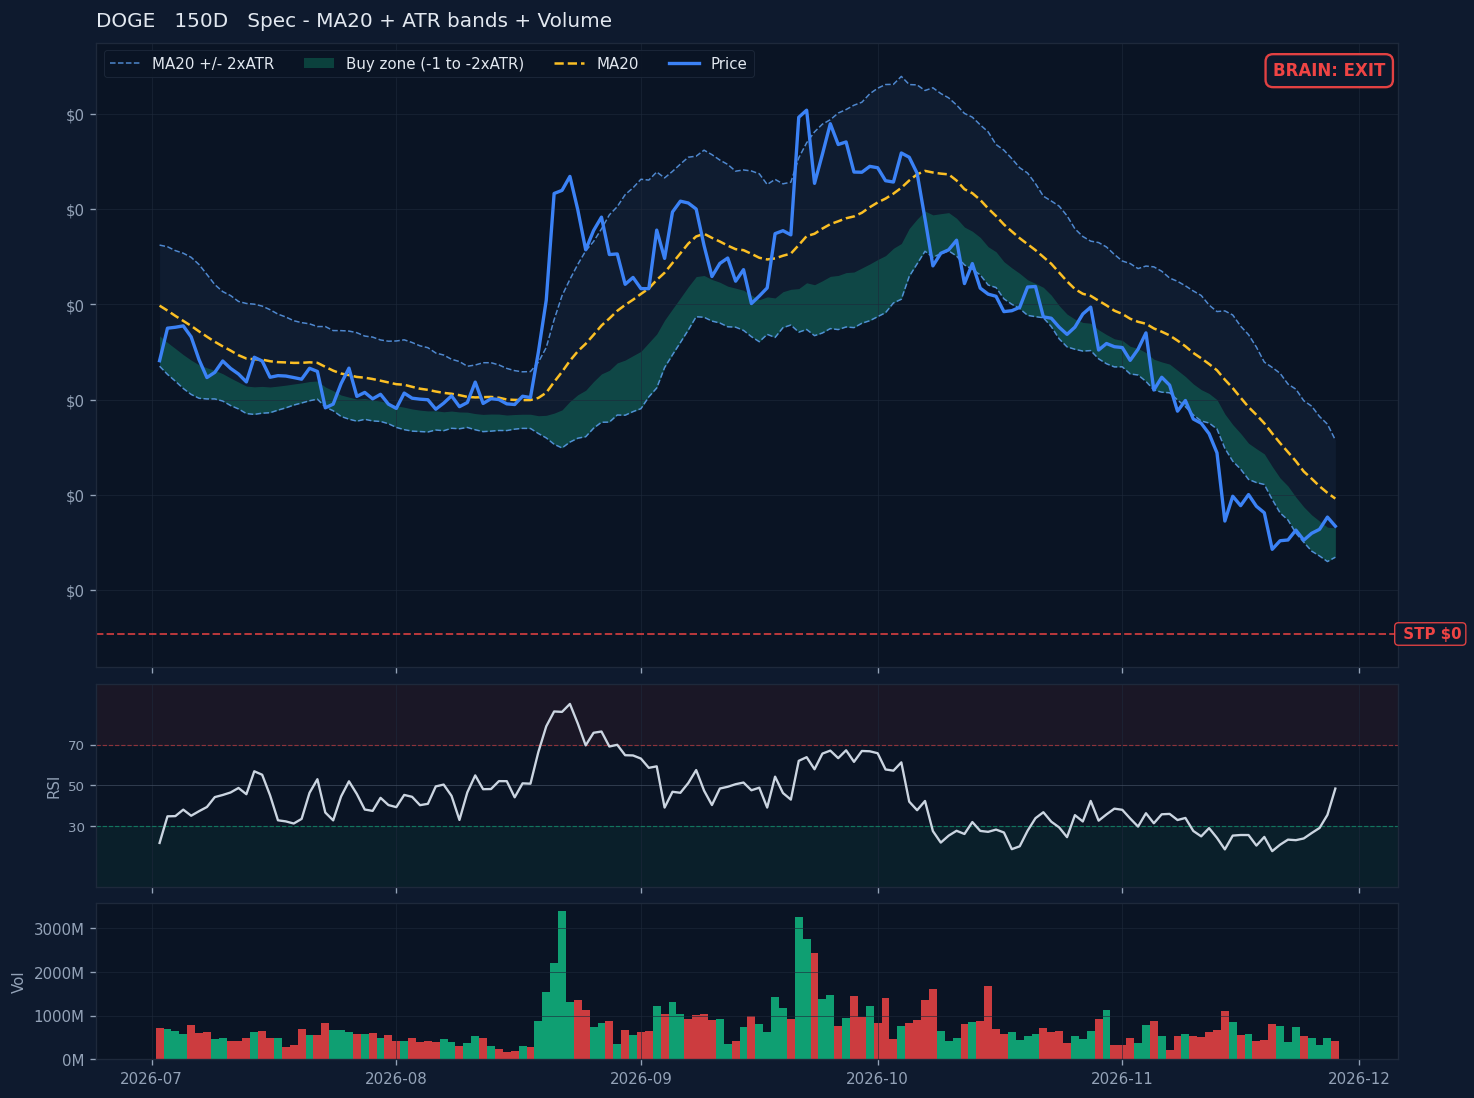 DOGE   150D   Spec - MA20 + ATR bands + Volume
MA20 +/- 2xATR   Buy zone (-1 to -2xATR)   MA20   Price
BRAIN: EXIT
$0
$0
$0
$0
$0
$0
STP $0
70
50
30
RSI
3000M
2000M
1000M
0M
Vol
2026-07   2026-08   2026-09   2026-10   2026-11   2026-12